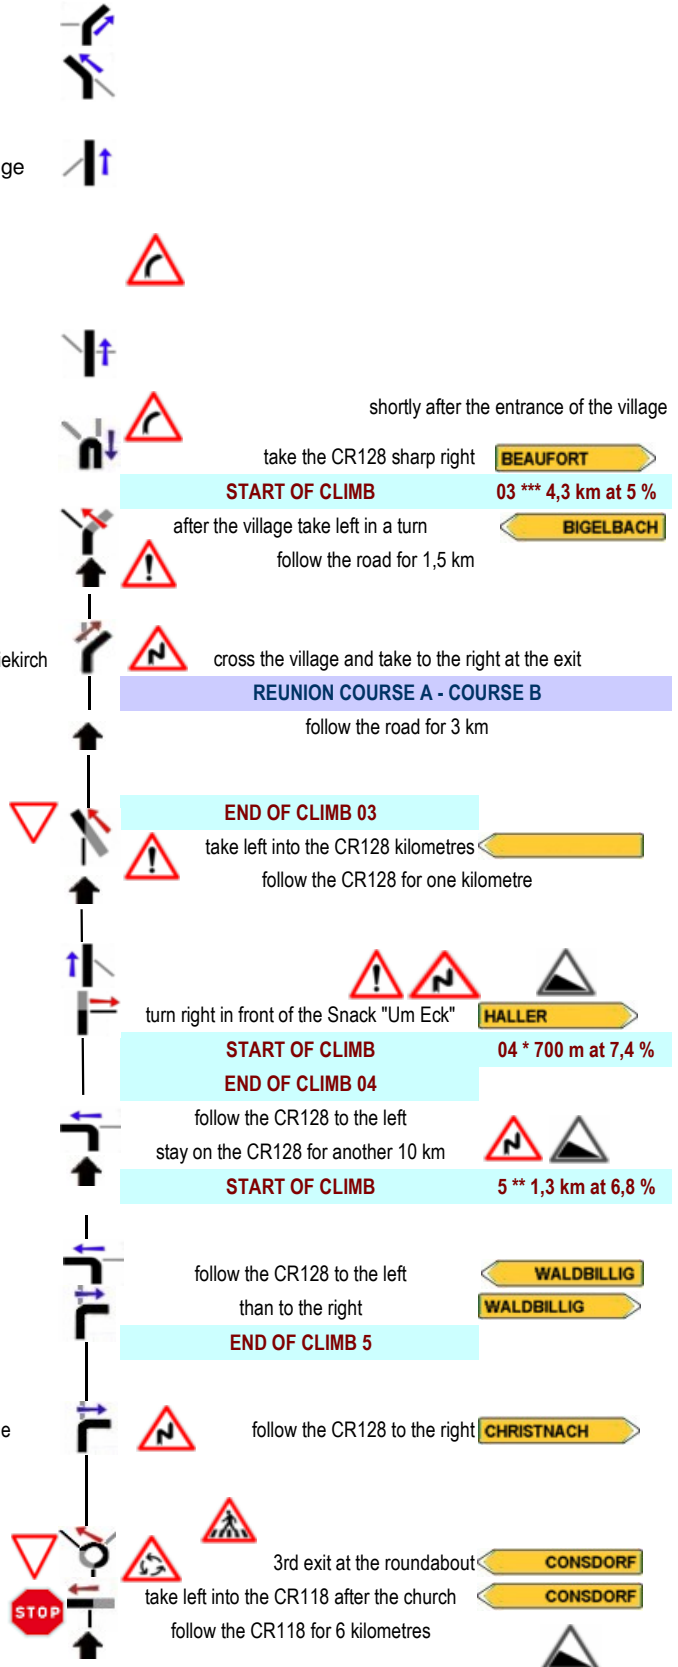 ge
shortly after the entrance of the village
take the CR128 sharp right BEAUFORT
START OF CLIMB 03 *** 4,3 km at 5 %
after the village take left in a turn BIGELBACH
follow the road for 1,5 km
iekirch cross the village and take to the right at the exit
REUNION COURSE A - COURSE B
follow the road for 3 km
END OF CLIMB 03
take left into the CR128 kilometres
follow the CR128 for one kilometre
turn right in front of the Snack "Um Eck" HALLER
START OF CLIMB 04 * 700 m at 7,4 %
END OF CLIMB 04
follow the CR128 to the left
stay on the CR128 for another 10 km
START OF CLIMB 5 ** 1,3 km at 6,8 %
follow the CR128 to the left WALDBILLIG
than to the right WALDBILLIG
END OF CLIMB 5
e follow the CR128 to the right CHRISTNACH
3rd exit at the roundabout CONSDORF
STOP take left into the CR118 after the church CONSDORF
follow the CR118 for 6 kilometres